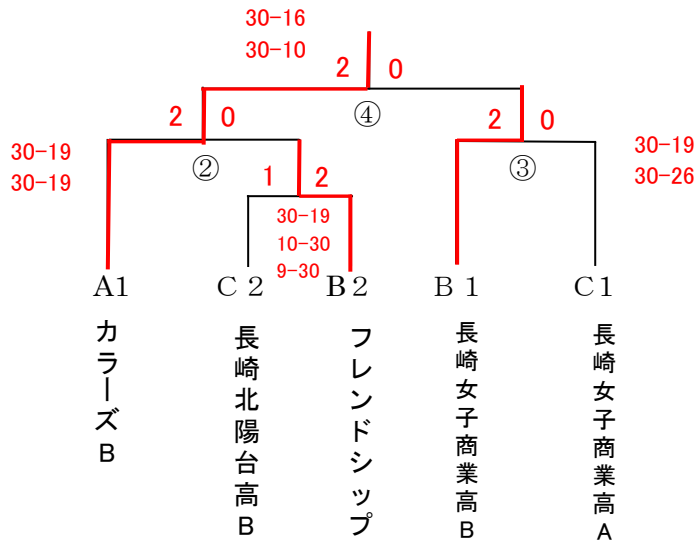 30-16
30-10
2 0
④
2 0
2 0
30-19
30-19
②
③
30-19
30-26
1 2
30-19
10-30
9-30
A1
C2
B2
B1
C1
カラーズB
長崎北陽台高B
フレンドシップ
長崎女子商業高B
長崎女子商業高A